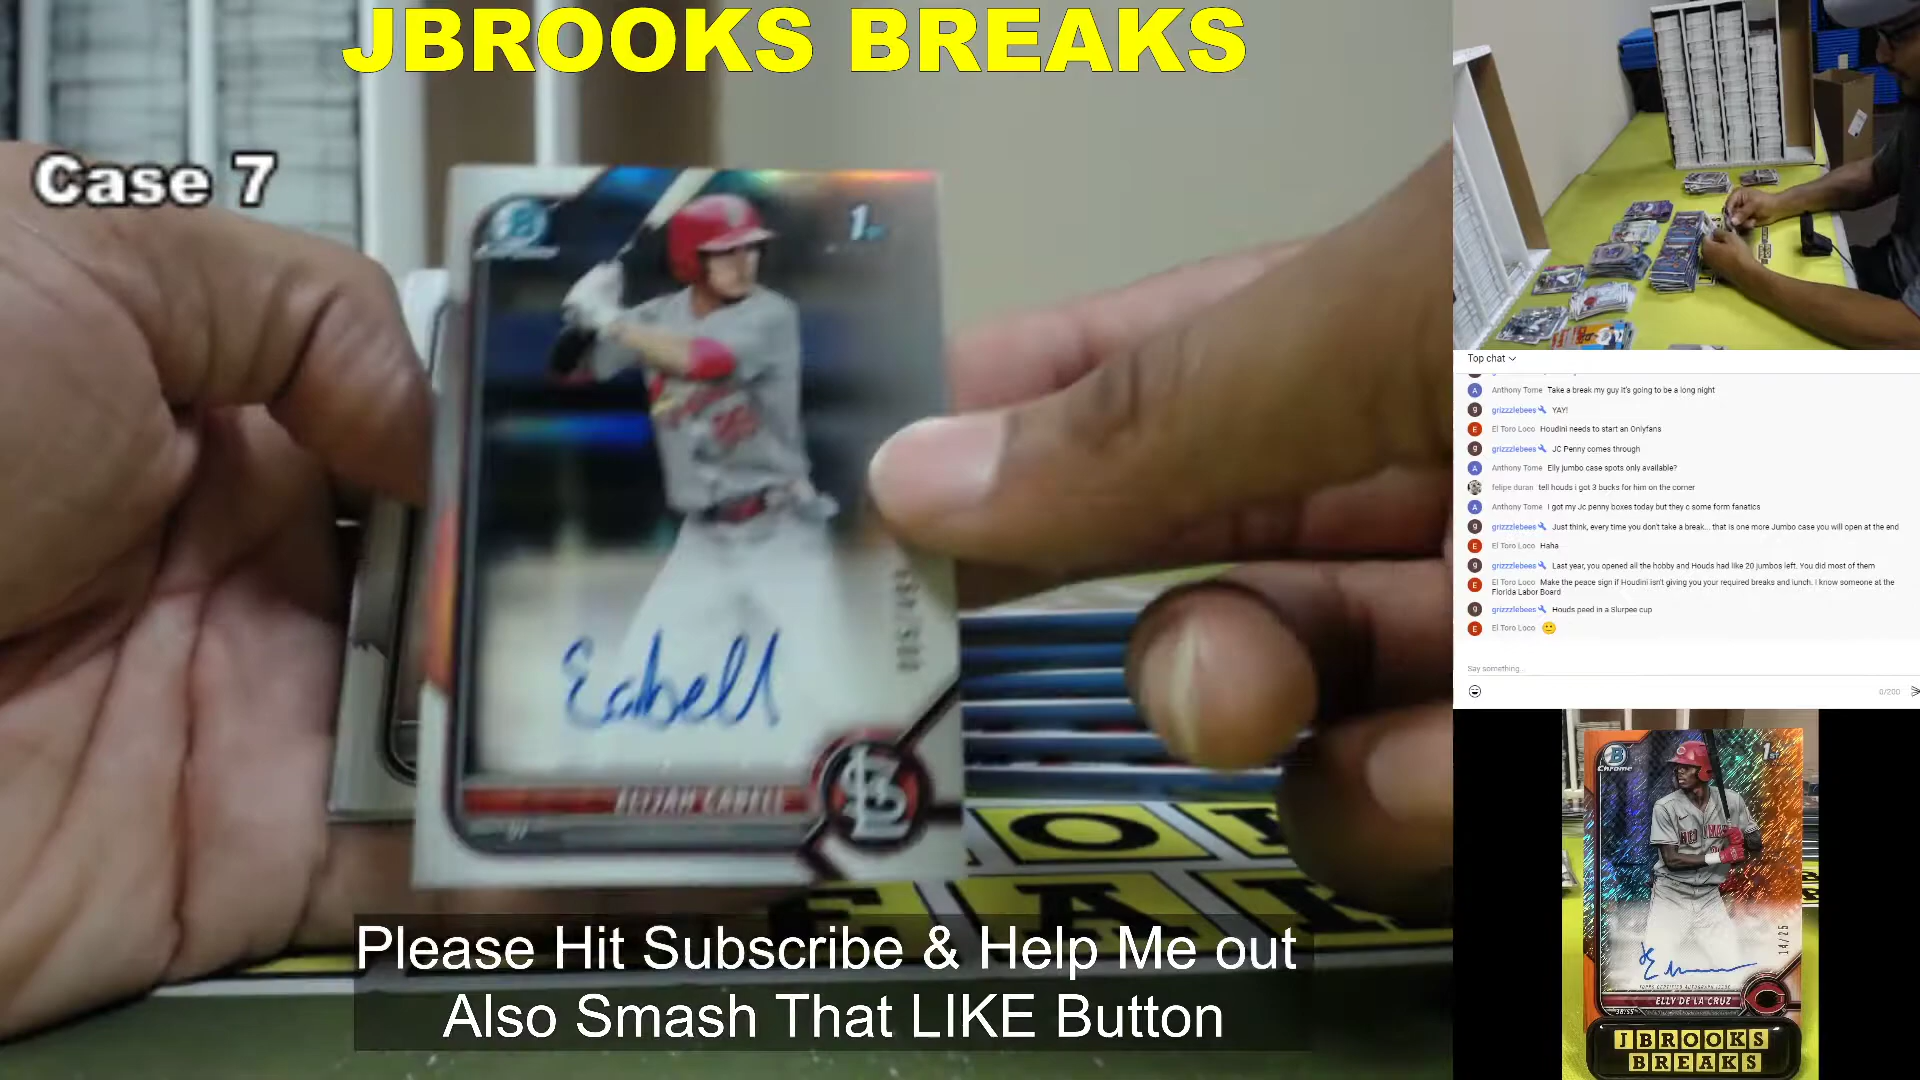 JBROOKS BREAKS
Case 7
1st
Ecabell
ELIJAH CABELL
Please Hit Subscribe & Help Me out
Also Smash That LIKE Button
Top chat
Anthony Tome Take a break my guy it's going to be a long night
grizzzlebees YAY!
El Toro Loco Houdini needs to start an Onlyfans
grizzzlebees JC Penny comes through
Anthony Tome Elly jumbo case spots only available?
felipe duran tell houds i got 3 bucks for him on the corner
Anthony Tome I got my Jc penny boxes today but they c some form fanatics
grizzzlebees Just think, every time you don't take a break... that is one more Jumbo case you will open at the end
El Toro Loco Haha
grizzzlebees Last year, you opened all the hobby and Houds had like 20 jumbos left. You did most of them
El Toro Loco Make the peace sign if Houdini isn't giving you your required breaks and lunch. I know someone at the
Florida Labor Board
grizzzlebees Houds peed in a Slurpee cup
El Toro Loco 🙂
Say something...
0/200
B
Chrome
1st
14/25
ELLY DE LA CRUZ
JBROOKS
BREAKS